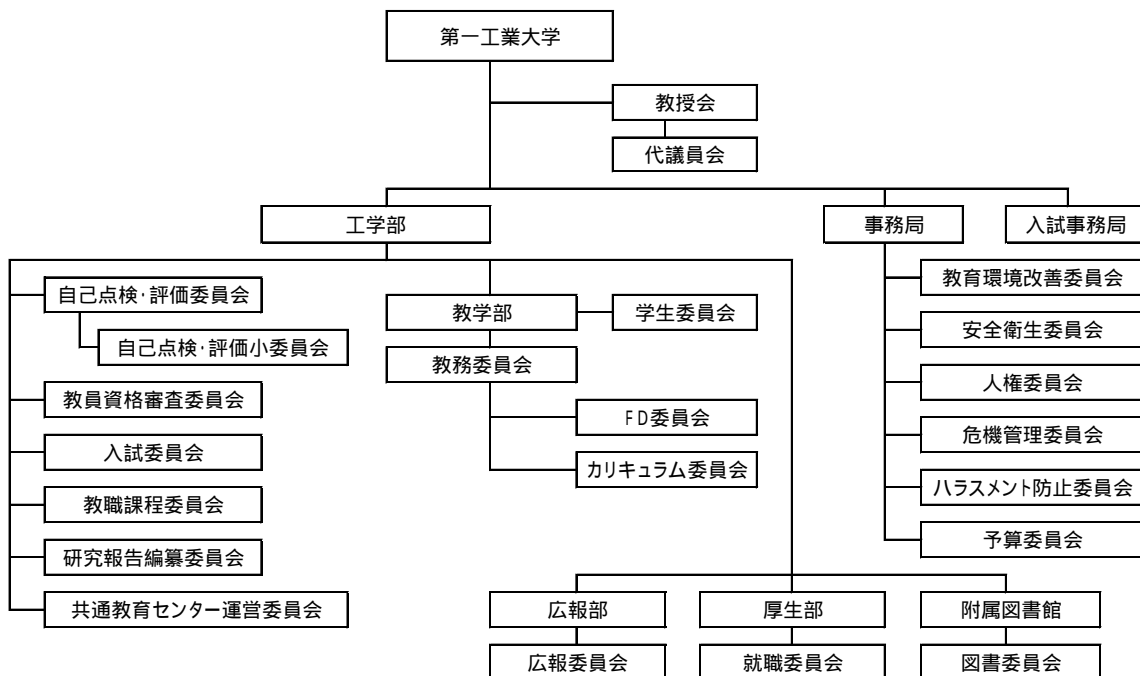 第一工業大学
教授会
代議員会
工学部
事務局
入試事務局
自己点検・評価委員会
自己点検・評価小委員会
教員資格審査委員会
入試委員会
教職課程委員会
研究報告編纂委員会
共通教育センター運営委員会
教学部
学生委員会
教務委員会
FD委員会
カリキュラム委員会
教育環境改善委員会
安全衛生委員会
人権委員会
危機管理委員会
ハラスメント防止委員会
予算委員会
広報部
厚生部
附属図書館
広報委員会
就職委員会
図書委員会